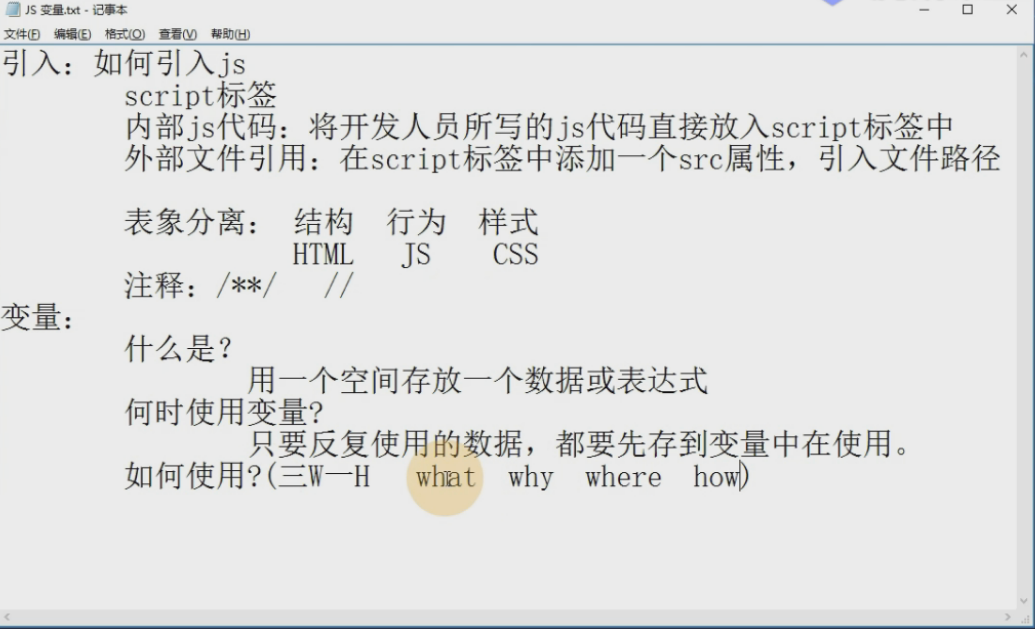 JS 变量.txt - 记事本
文件(F) 编辑(E) 格式(O) 查看(V) 帮助(H)
引入：如何引入js
script标签
内部js代码：将开发人员所写的js代码直接放入script标签中
外部文件引用：在script标签中添加一个src属性，引入文件路径
表象分离： 结构 行为 样式
HTML JS CSS
注释：/**/ //
变量：
什么是？
用一个空间存放一个数据或表达式
何时使用变量?
只要反复使用的数据，都要先存到变量中在使用。
如何使用?(三W一H what why where how)